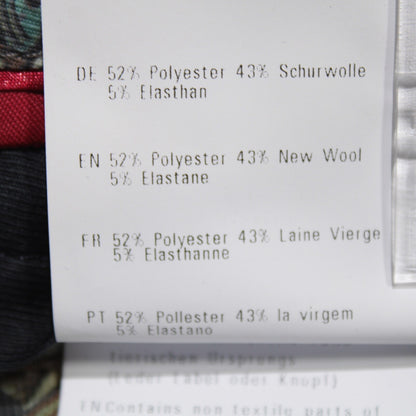 DE 52% Polyester 43% Schurwolle
5% Elasthan
EN 52% Polyester 43% New Wool
5% Elastane
FR 52% Polyester 43% Laine Vierge
5% Elasthanne
PT 52% Pollester 43% la virgem
5% Elastano
tierischen Ursprungs
(Leder Label oder Knopf)
EN Contains non textile parts of